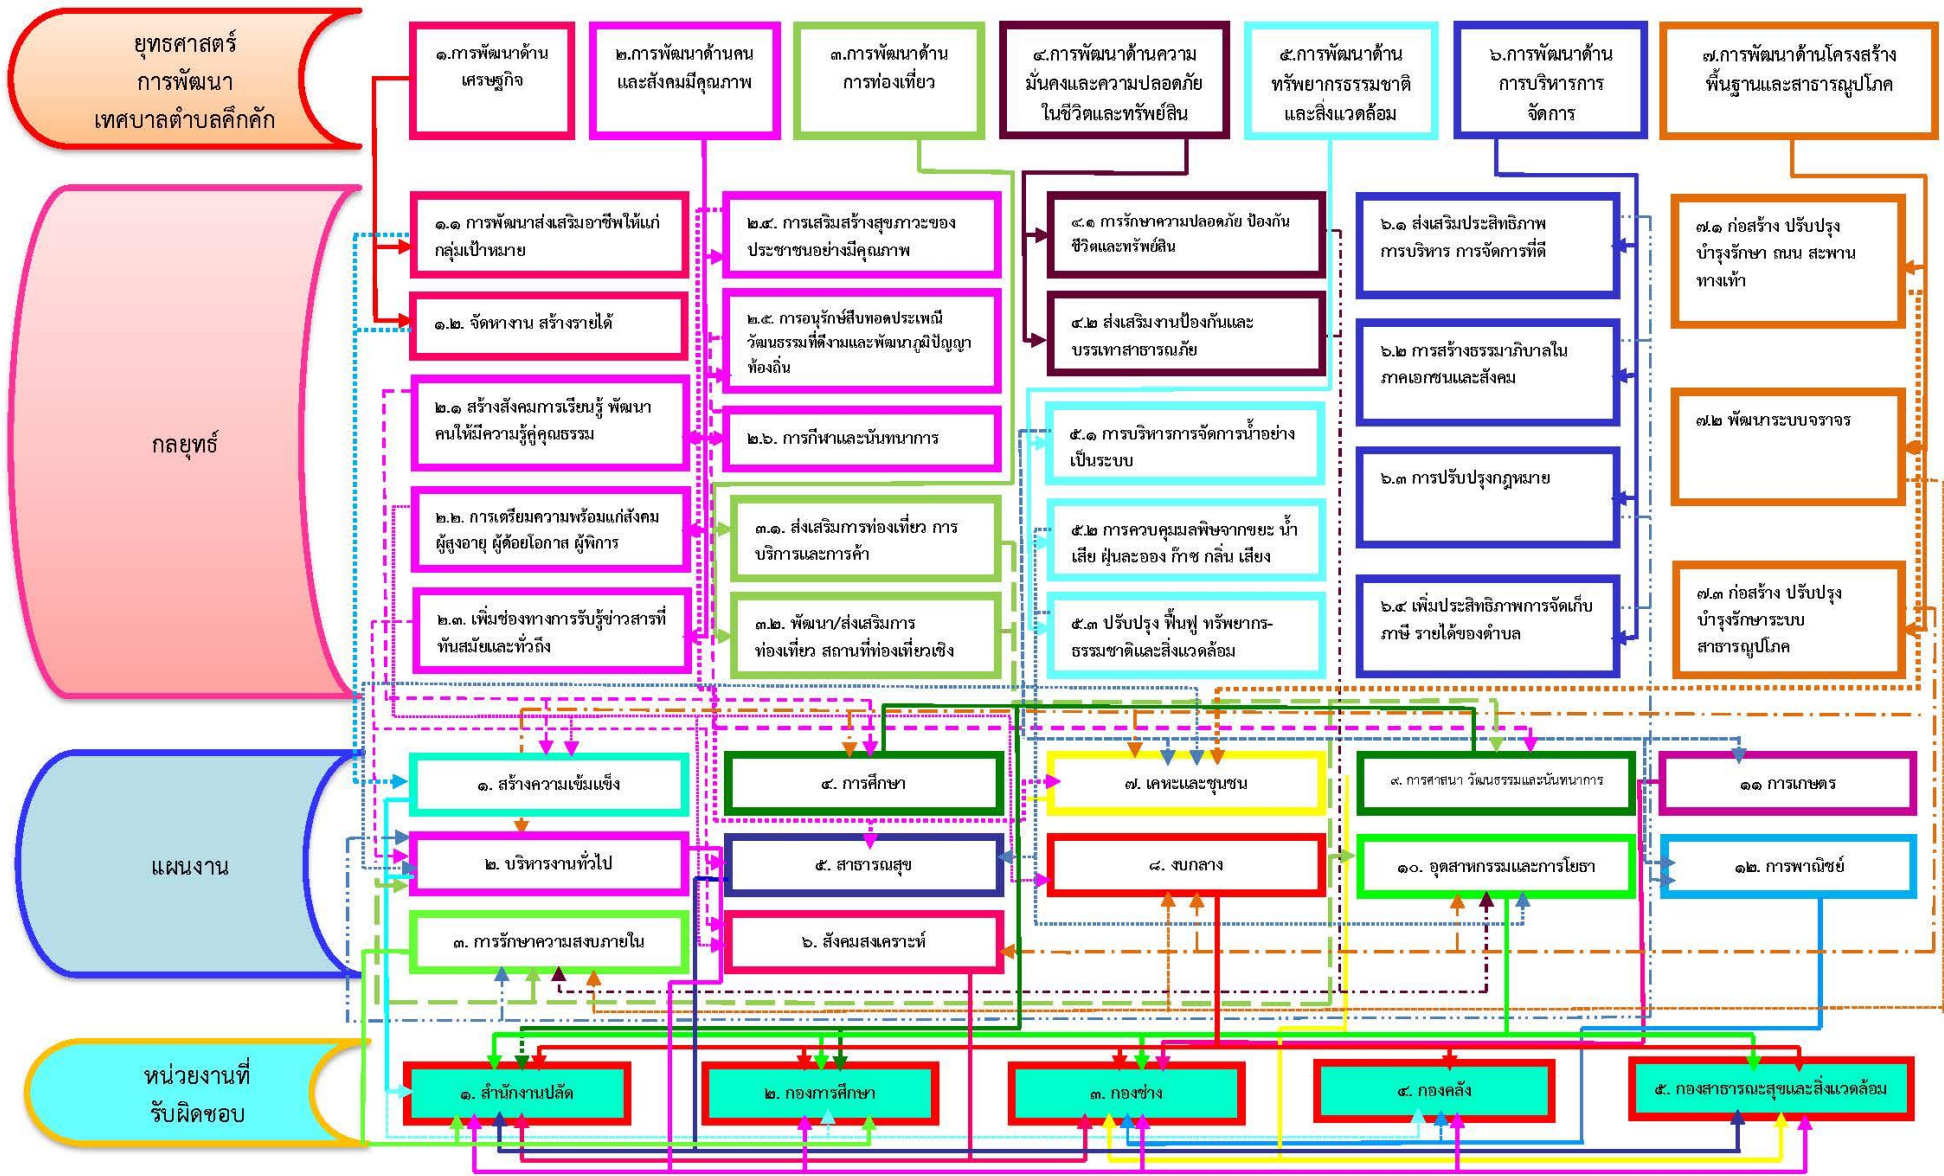 ยุทธศาสตร์
การพัฒนา
เทศบาลตำบลคึกคัก
๑.การพัฒนาด้าน
เศรษฐกิจ
๒.การพัฒนาด้านคน
และสังคมมีคุณภาพ
๓.การพัฒนาด้าน
การท่องเที่ยว
๔.การพัฒนาด้านความ
มั่นคงและความปลอดภัย
ในชีวิตและทรัพย์สิน
๕.การพัฒนาด้าน
ทรัพยากรธรรมชาติ
และสิ่งแวดล้อม
๖.การพัฒนาด้าน
การบริหารการ
จัดการ
๗.การพัฒนาด้านโครงสร้าง
พื้นฐานและสาธารณูปโภค
กลยุทธ์
๑.๑ การพัฒนาส่งเสริมอาชีพให้แก่
กลุ่มเป้าหมาย
๑.๒. จัดหางาน สร้างรายได้
๒.๑ สร้างสังคมการเรียนรู้ พัฒนา
คนให้มีความรู้คู่คุณธรรม
๒.๒. การเตรียมความพร้อมแก่สังคม
ผู้สูงอายุ ผู้ด้อยโอกาส ผู้พิการ
๒.๓. เพิ่มช่องทางการรับรู้ข่าวสารที่
ทันสมัยและทั่วถึง
๒.๔. การเสริมสร้างสุขภาวะของ
ประชาชนอย่างมีคุณภาพ
๒.๕. การอนุรักษ์สืบทอดประเพณี
วัฒนธรรมที่ดีงามและพัฒนาภูมิปัญญา
ท้องถิ่น
๒.๖. การกีฬาและนันทนาการ
๓.๑. ส่งเสริมการท่องเที่ยว การ
บริการและการค้า
๓.๒. พัฒนา/ส่งเสริมการ
ท่องเที่ยว สถานที่ท่องเที่ยวเชิง
๔.๑ การรักษาความปลอดภัย ป้องกัน
ชีวิตและทรัพย์สิน
๔.๒ ส่งเสริมงานป้องกันและ
บรรเทาสาธารณภัย
๕.๑ การบริหารการจัดการน้ำอย่าง
เป็นระบบ
๕.๒ การควบคุมมลพิษจากขยะ น้ำ
เสีย ฝุ่นละออง ก๊าซ กลิ่น เสียง
๕.๓ ปรับปรุง ฟื้นฟู ทรัพยากร-
ธรรมชาติและสิ่งแวดล้อม
๖.๑ ส่งเสริมประสิทธิภาพ
การบริหาร การจัดการที่ดี
๖.๒ การสร้างธรรมาภิบาลใน
ภาคเอกชนและสังคม
๖.๓ การปรับปรุงกฎหมาย
๖.๔ เพิ่มประสิทธิภาพการจัดเก็บ
ภาษี รายได้ของตำบล
๗.๑ ก่อสร้าง ปรับปรุง
บำรุงรักษา ถนน สะพาน
ทางเท้า
๗.๒ พัฒนาระบบจราจร
๗.๓ ก่อสร้าง ปรับปรุง
บำรุงรักษาระบบ
สาธารณูปโภค
แผนงาน
๑. สร้างความเข้มแข็ง
๒. บริหารงานทั่วไป
๓. การรักษาความสงบภายใน
๔. การศึกษา
๕. สาธารณสุข
๖. สังคมสงเคราะห์
๗. เคหะและชุมชน
๘. งบกลาง
๙. การศาสนา วัฒนธรรมและนันทนาการ
๑๐. อุตสาหกรรมและการโยธา
๑๑ การเกษตร
๑๒. การพาณิชย์
หน่วยงานที่
รับผิดชอบ
๑. สำนักงานปลัด
๒. กองการศึกษา
๓. กองช่าง
๔. กองคลัง
๕. กองสาธารณะสุขและสิ่งแวดล้อม